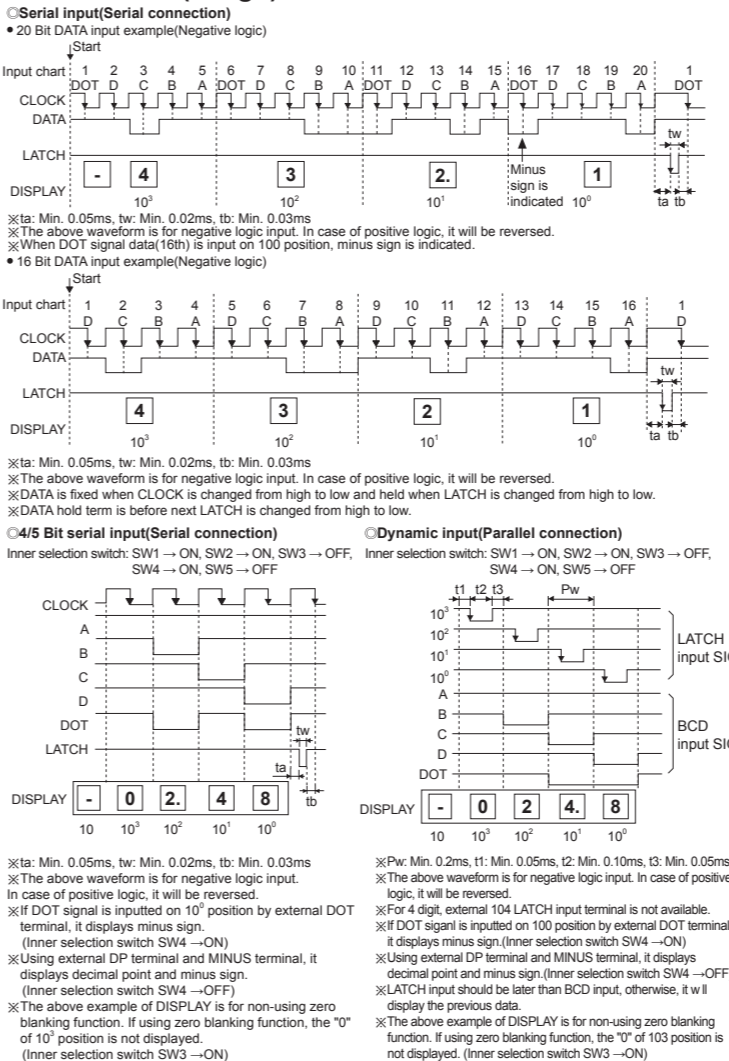 ◎Serial input(Serial connection)
● 20 Bit DATA input example(Negative logic)
Start
Input chart 1 2 3 4 5 6 7 8 9 10 11 12 13 14 15 16 17 18 19 20 1
DOT D C B A DOT D C B A DOT D C B A DOT D C B A DOT
CLOCK
DATA
tw
LATCH
Minus
sign is
indicated
- 4 3 2. 1
DISPLAY
10³ 10² 10¹ 10⁰ ta tb
※ta: Min. 0.05ms, tw: Min. 0.02ms, tb: Min. 0.03ms
※The above waveform is for negative logic input. In case of positive logic, it will be reversed.
※When DOT signal data(16th) is input on 100 position, minus sign is indicated.
● 16 Bit DATA input example(Negative logic)
Start
Input chart 1 2 3 4 5 6 7 8 9 10 11 12 13 14 15 16 1
D C B A D C B A D C B A D C B A D
CLOCK
DATA
tw
LATCH
4 3 2 1
DISPLAY
10³ 10² 10¹ 10⁰ ta tb
※ta: Min. 0.05ms, tw: Min. 0.02ms, tb: Min. 0.03ms
※The above waveform is for negative logic input. In case of positive logic, it will be reversed.
※DATA is fixed when CLOCK is changed from high to low and held when LATCH is changed from high to low.
※DATA hold term is before next LATCH is changed from high to low.
◎4/5 Bit serial input(Serial connection)
Inner selection switch: SW1 → ON, SW2 → ON, SW3 → OFF,
SW4 → ON, SW5 → OFF
CLOCK
A
B
C
D
DOT
tw
LATCH
ta
DISPLAY - 0 2. 4 8
tb
10 10³ 10² 10¹ 10⁰
※ta: Min. 0.05ms, tw: Min. 0.02ms, tb: Min. 0.03ms
※The above waveform is for negative logic input.
In case of positive logic, it will be reversed.
※If DOT signal is inputted on 10⁰ position by external DOT
terminal, it displays minus sign.
(Inner selection switch SW4 →ON)
※Using external DP terminal and MINUS terminal, it
displays decimal point and minus sign.
(Inner selection switch SW4 →OFF)
※The above example of DISPLAY is for non-using zero
blanking function. If using zero blanking function, the "0"
of 10³ position is not displayed.
(Inner selection switch SW3 →ON)
◎Dynamic input(Parallel connection)
Inner selection switch: SW1 → ON, SW2 → ON, SW3 → OFF,
SW4 → ON, SW5 → OFF
t1 t2 t3 Pw
10³
10²
10¹
10⁰
LATCH
input
A
B
C
D
DOT
BCD
input
DISPLAY - 0 2 4. 8
10 10³ 10² 10¹ 10⁰
※Pw: Min. 0.2ms, t1: Min. 0.05ms, t2: Min. 0.10ms, t3: Min. 0.05ms
※The above waveform is for negative logic input. In case of positive
logic, it will be reversed.
※For 4 digit, external 104 LATCH input terminal is not available.
※If DOT siganl is inputted on 100 position by external DOT terminal
it displays minus sign.(Inner selection switch SW4 →ON)
※Using external DP terminal and MINUS terminal, it displays
decimal point and minus sign.(Inner selection switch SW4 →OFF
※LATCH input should be later than BCD input, otherwise, it w ll
display the previous data.
※The above example of DISPLAY is for non-using zero blanking
function. If using zero blanking function, the "0" of 103 position is
not displayed. (Inner selection switch SW3 →ON)